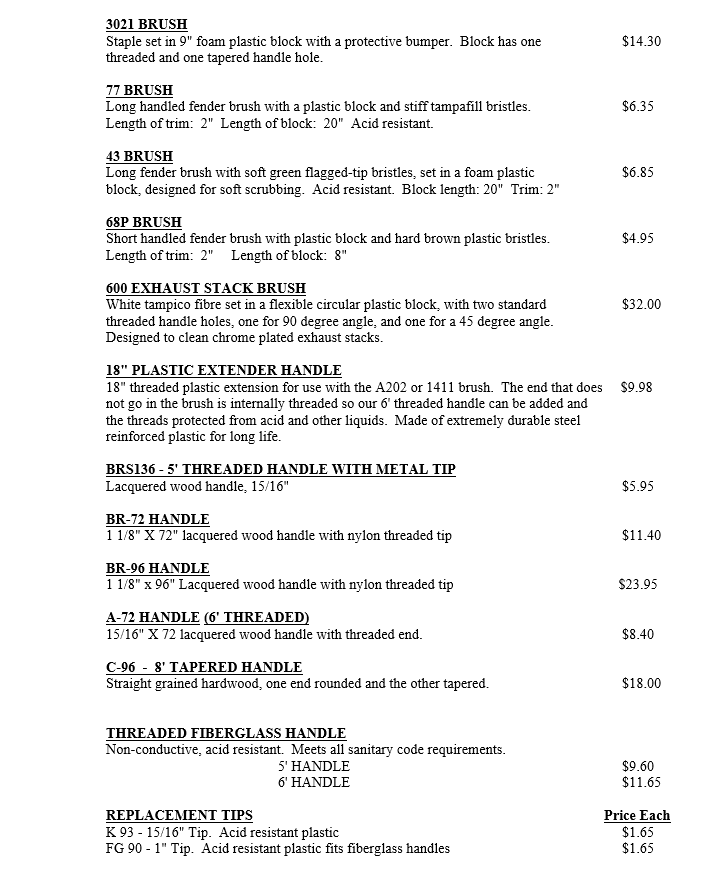 3021 BRUSH
Staple set in 9" foam plastic block with a protective bumper.  Block has one $14.30
threaded and one tapered handle hole.
77 BRUSH
Long handled fender brush with a plastic block and stiff tampafill bristles. $6.35
Length of trim:  2"  Length of block:  20"  Acid resistant.
43 BRUSH
Long fender brush with soft green flagged-tip bristles, set in a foam plastic $6.85
block, designed for soft scrubbing.  Acid resistant.  Block length: 20"  Trim: 2"
68P BRUSH
Short handled fender brush with plastic block and hard brown plastic bristles. $4.95
Length of trim:  2"     Length of block:  8"
600 EXHAUST STACK BRUSH
White tampico fibre set in a flexible circular plastic block, with two standard $32.00
threaded handle holes, one for 90 degree angle, and one for a 45 degree angle.
Designed to clean chrome plated exhaust stacks.
18" PLASTIC EXTENDER HANDLE
18" threaded plastic extension for use with the A202 or 1411 brush.  The end that does $9.98
not go in the brush is internally threaded so our 6' threaded handle can be added and
the threads protected from acid and other liquids.  Made of extremely durable steel
reinforced plastic for long life.
BRS136 - 5' THREADED HANDLE WITH METAL TIP
Lacquered wood handle, 15/16" $5.95
BR-72 HANDLE
1 1/8" X 72" lacquered wood handle with nylon threaded tip $11.40
BR-96 HANDLE
1 1/8" x 96" Lacquered wood handle with nylon threaded tip $23.95
A-72 HANDLE (6' THREADED)
15/16" X 72 lacquered wood handle with threaded end. $8.40
C-96  -  8' TAPERED HANDLE
Straight grained hardwood, one end rounded and the other tapered. $18.00
THREADED FIBERGLASS HANDLE
Non-conductive, acid resistant.  Meets all sanitary code requirements.
5' HANDLE $9.60
6' HANDLE $11.65
REPLACEMENT TIPS Price Each
K 93 - 15/16" Tip.  Acid resistant plastic $1.65
FG 90 - 1" Tip.  Acid resistant plastic fits fiberglass handles $1.65